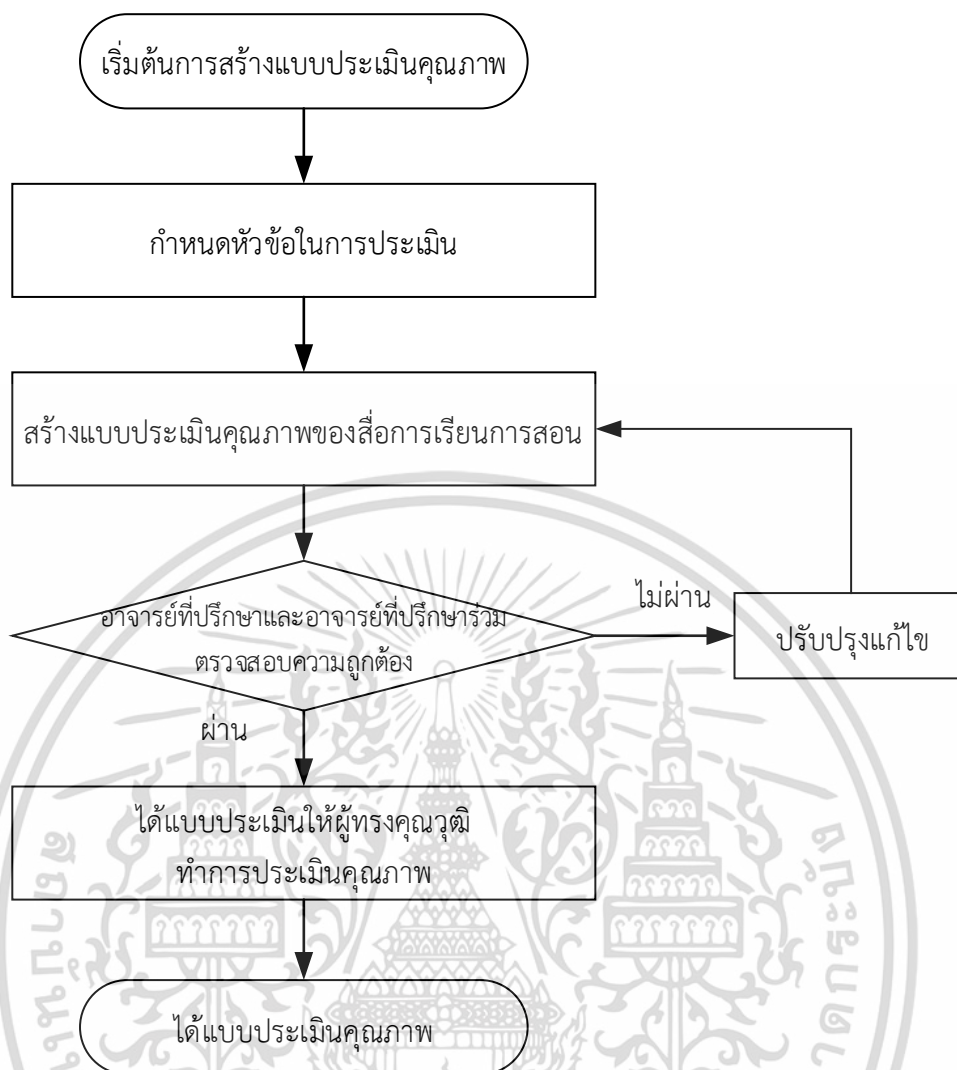 เริ่มต้นการสร้างแบบประเมินคุณภาพ
กำหนดหัวข้อในการประเมิน
สร้างแบบประเมินคุณภาพของสื่อการเรียนการสอน
อาจารย์ที่ปรึกษาและอาจารย์ที่ปรึกษาร่วม
ตรวจสอบความถูกต้อง
ไม่ผ่าน
ปรับปรุงแก้ไข
ผ่าน
ได้แบบประเมินให้ผู้ทรงคุณวุฒิ
ทำการประเมินคุณภาพ
ได้แบบประเมินคุณภาพ